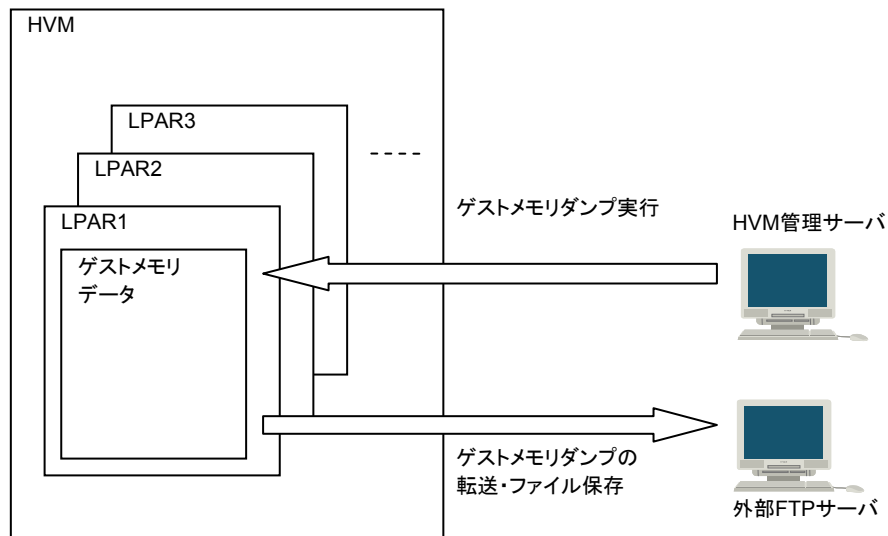 HVM
LPAR3
LPAR2
LPAR1
ゲストメモリ
データ
ゲストメモリダンプ実行
HVM管理サーバ
ゲストメモリダンプの
転送・ファイル保存
外部FTPサーバ